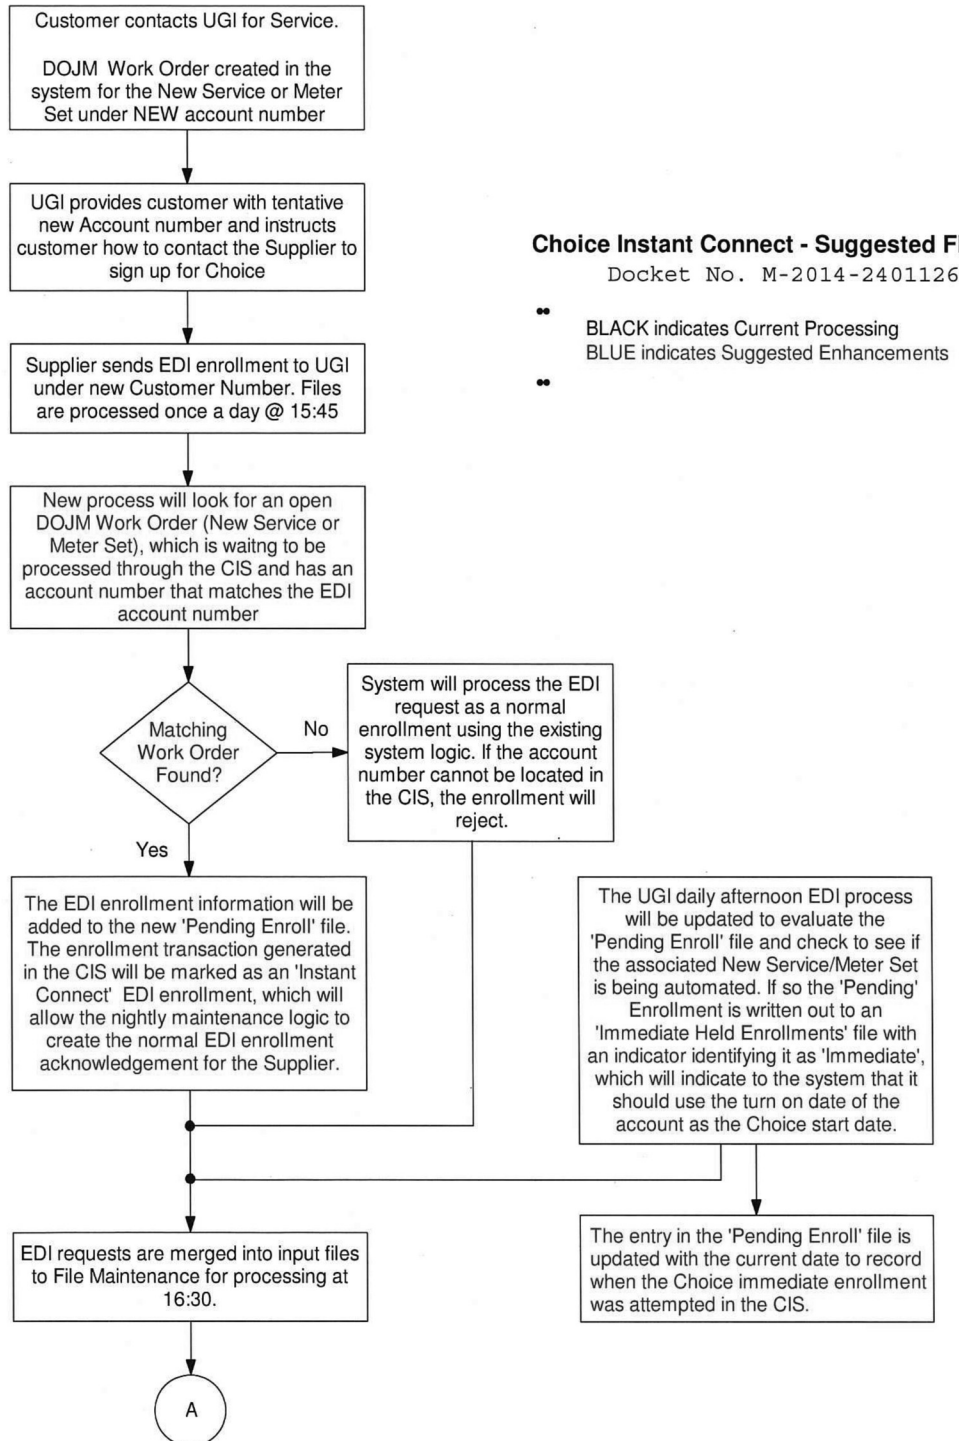 Customer contacts UGI for Service.
DOJM Work Order created in the
system for the New Service or Meter
Set under NEW account number
UGI provides customer with tentative
new Account number and instructs
customer how to contact the Supplier to
sign up for Choice
Choice Instant Connect - Suggested Fl
Docket No. M-2014-2401126
BLACK indicates Current Processing
BLUE indicates Suggested Enhancements
Supplier sends EDI enrollment to UGI
under new Customer Number. Files
are processed once a day @ 15:45
New process will look for an open
DOJM Work Order (New Service or
Meter Set), which is waitng to be
processed through the CIS and has an
account number that matches the EDI
account number
Matching
Work Order
Found?
No
System will process the EDI
request as a normal
enrollment using the existing
system logic. If the account
number cannot be located in
the CIS, the enrollment will
reject.
Yes
The EDI enrollment information will be
added to the new 'Pending Enroll' file.
The enrollment transaction generated
in the CIS will be marked as an 'Instant
Connect' EDI enrollment, which will
allow the nightly maintenance logic to
create the normal EDI enrollment
acknowledgement for the Supplier.
The UGI daily afternoon EDI process
will be updated to evaluate the
'Pending Enroll' file and check to see if
the associated New Service/Meter Set
is being automated. If so the 'Pending'
Enrollment is written out to an
'Immediate Held Enrollments' file with
an indicator identifying it as 'Immediate',
which will indicate to the system that it
should use the turn on date of the
account as the Choice start date.
EDI requests are merged into input files
to File Maintenance for processing at
16:30.
The entry in the 'Pending Enroll' file is
updated with the current date to record
when the Choice immediate enrollment
was attempted in the CIS.
A